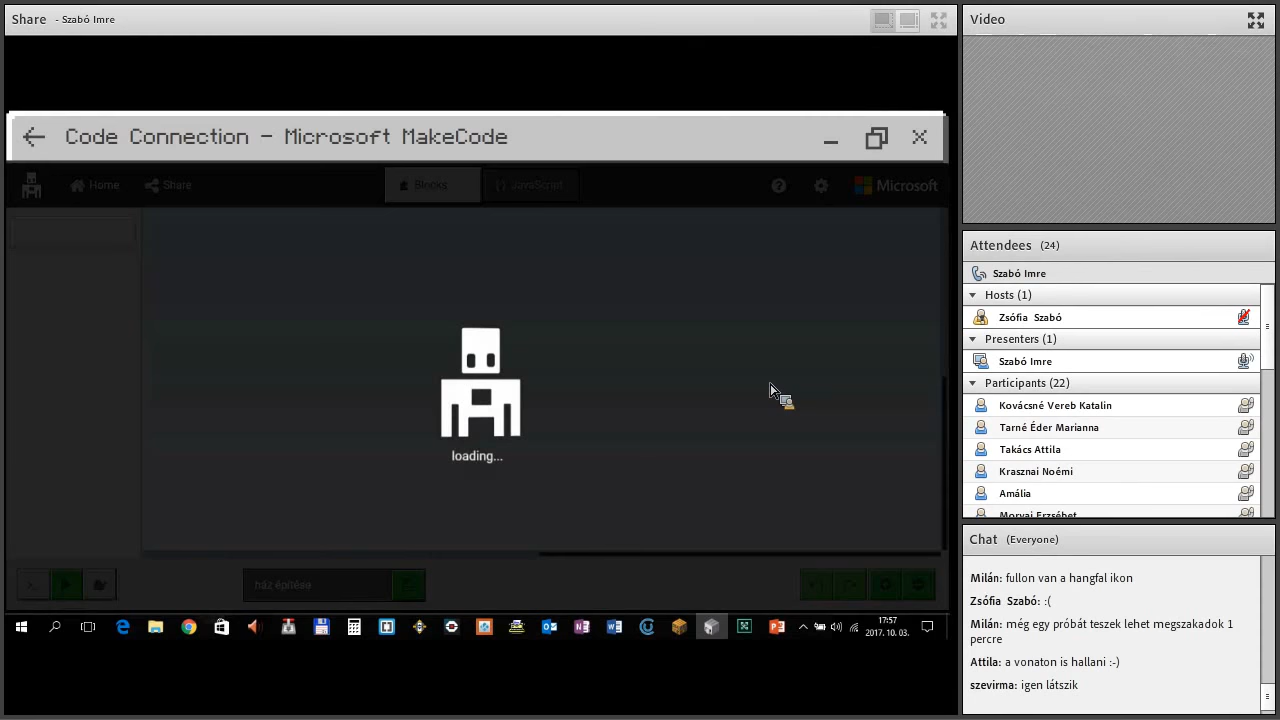 Share - Szabó Imre
Code Connection - Microsoft MakeCode
Home
Share
Blocks
{} JavaScript
?
Microsoft
loading...
ház építése
17:57
2017. 10. 03.
Video
Attendees (24)
Szabó Imre
Hosts (1)
Zsófia Szabó
Presenters (1)
Szabó Imre
Participants (22)
Kovácsné Vereb Katalin
Tarné Éder Marianna
Takács Attila
Krasznai Noémi
Amália
Morvai Erzsébet
Chat (Everyone)
Milán: fullon van a hangfal ikon
Zsófia Szabó: :(
Milán: még egy próbát teszek lehet megszakadok 1
percre
Attila: a vonaton is hallani :-)
szevirma: igen látszik